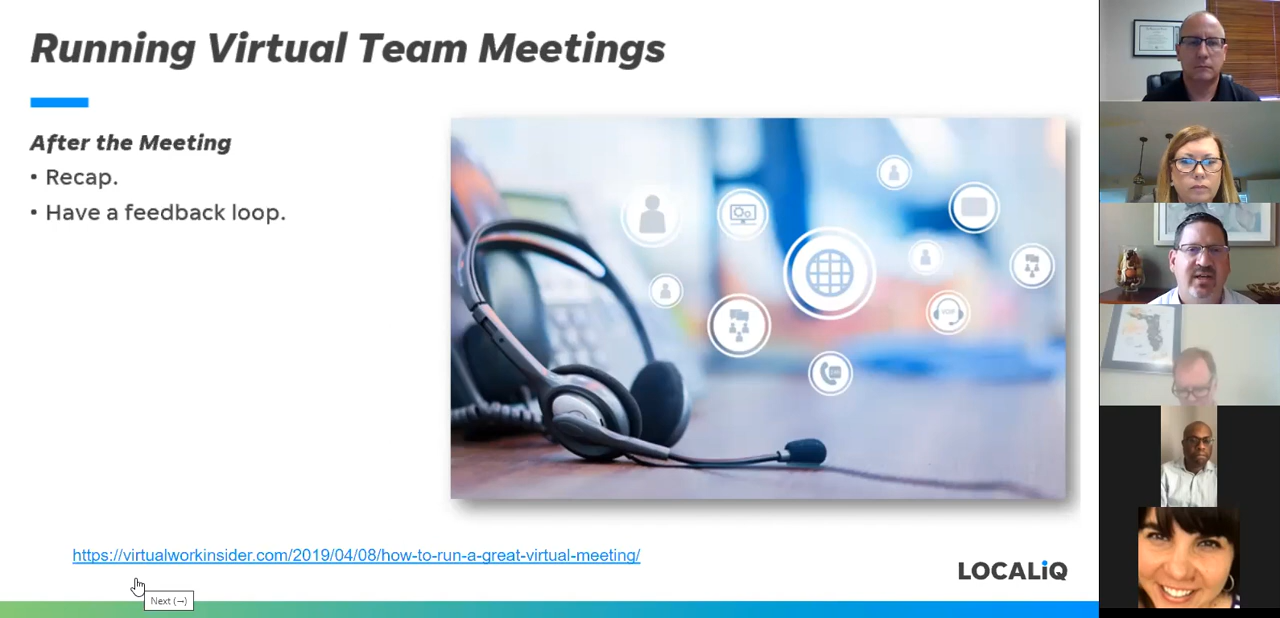 Running Virtual Team Meetings
After the Meeting
• Recap.
• Have a feedback loop.
VOIP
https://virtualworkinsider.com/2019/04/08/how-to-run-a-great-virtual-meeting/
LOCALiQ
Next (→)